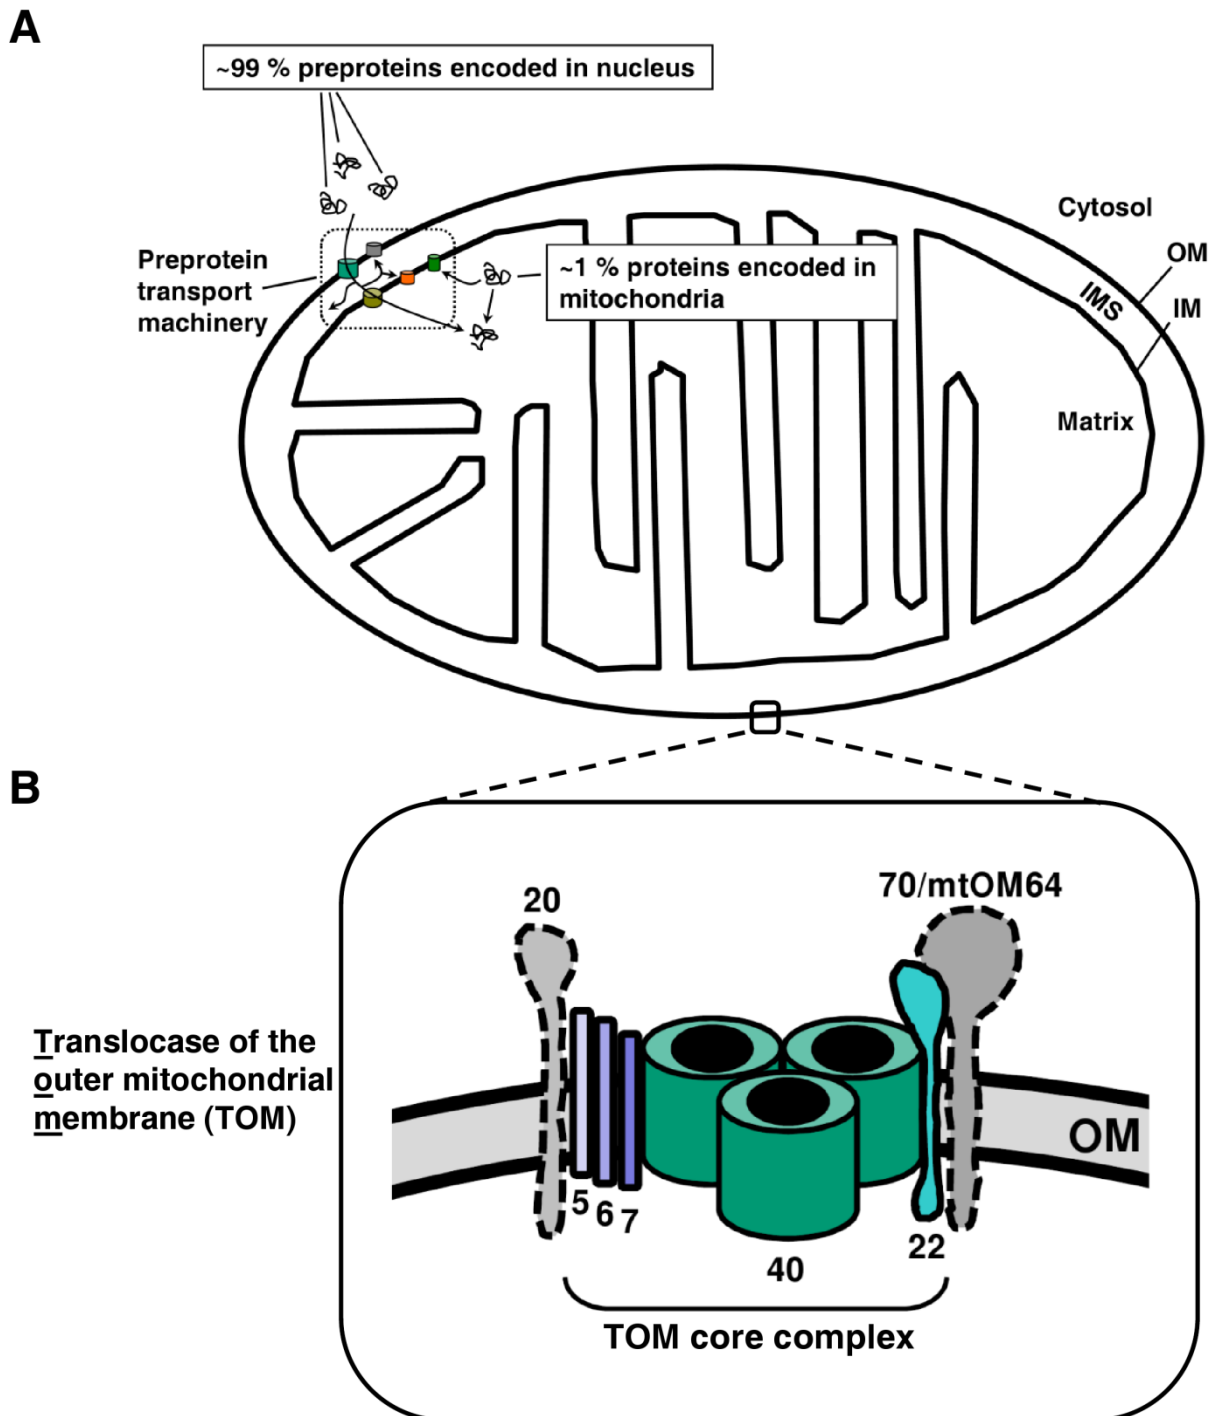 A
~99 % preproteins encoded in nucleus
Cytosol
OM
Preprotein
transport
machinery
~1 % proteins encoded in
mitochondria
IMS
IM
Matrix
B
70/mtOM64
20
Translocase of the
outer mitochondrial
membrane (TOM)
OM
5
6
7
22
40
TOM core complex